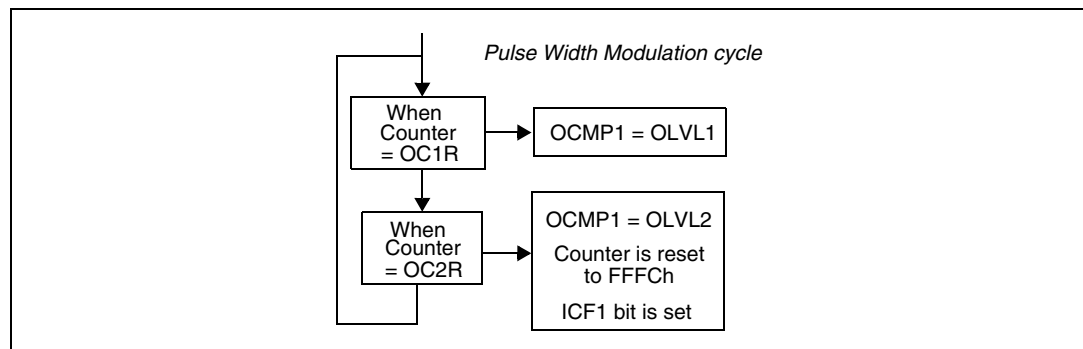 Pulse Width Modulation cycle
When
Counter
= OC1R
OCMP1 = OLVL1
When
Counter
= OC2R
OCMP1 = OLVL2
Counter is reset
to FFFCh
ICF1 bit is set